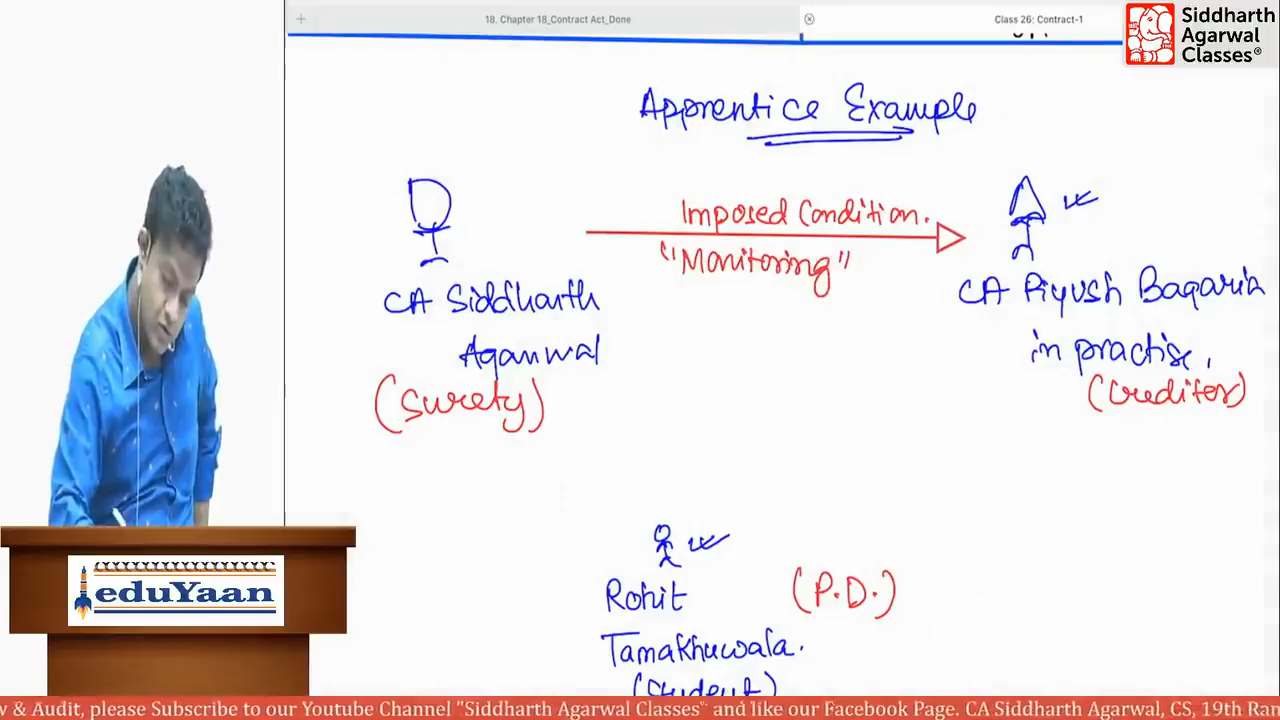 18. Chapter 18_Contract Act_Done
Class 26: Contract-1
Siddharth
Agarwal
Classes®
Apprentice Example
Imposed Condition.
"Monitoring"
CA Siddharth
Agarwal
(Surety)
CA Piyush Bagaria
in practise.
(Creditor)
Rohit
(P.D.)
Tamakhuwala.
(Student)
eduYaan
w & Audit, please Subscribe to our Youtube Channel "Siddharth Agarwal Classes" and like our Facebook Page. CA Siddharth Agarwal, CS, 19th Ran